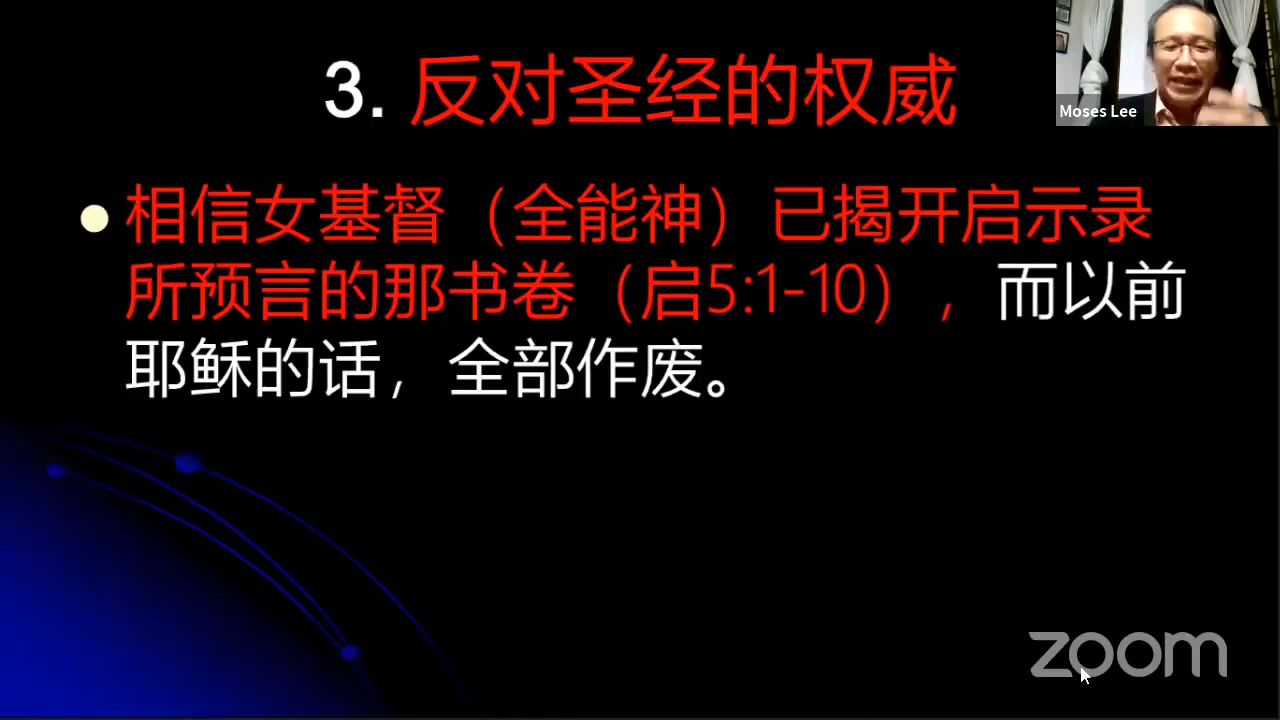 3. 反对圣经的权威
Moses Lee
相信女基督（全能神）已揭开启示录
所预言的那书卷（启5:1-10），而以前
耶稣的话，全部作废。
zoom